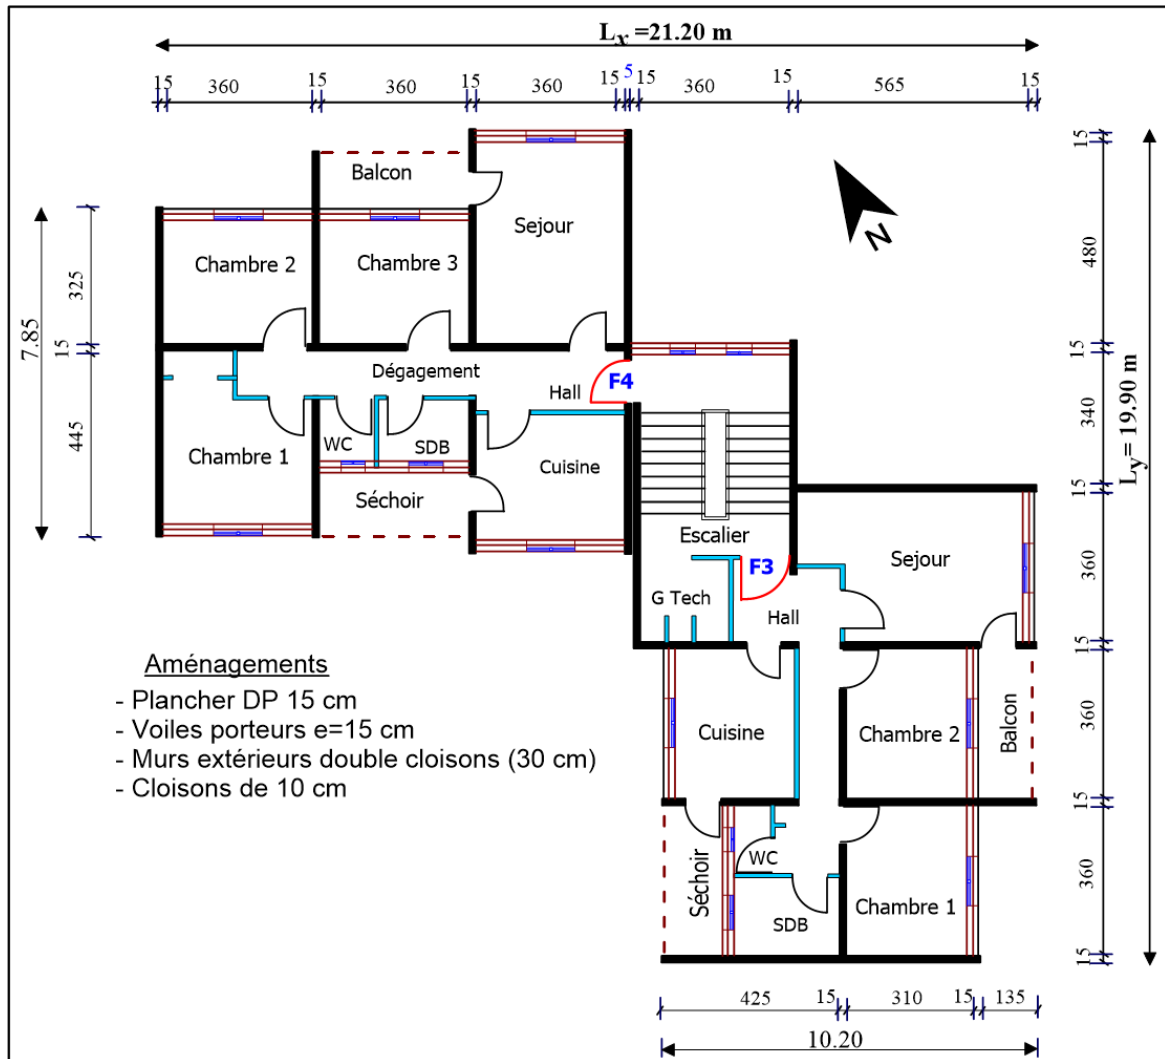 Lx =21.20 m
15 360 15 360 15 360 15 5 15 360 15 565 15
15
Balcon
Sejour
N
480
Chambre 2
Chambre 3
325
7.85
15
15
Dégagement
F4
Hall
340
Ly= 19.90 m
445
WC
SDB
Chambre 1
Cuisine
Séchoir
15
Escalier
F3
Sejour
360
G Tech
Hall
15
Aménagements
- Plancher DP 15 cm
- Voiles porteurs e=15 cm
- Murs extérieurs double cloisons (30 cm)
- Cloisons de 10 cm
Cuisine
Chambre 2
Balcon
360
15
Séchoir
WC
Chambre 1
SDB
360
15
425 15 310 15 135
10.20